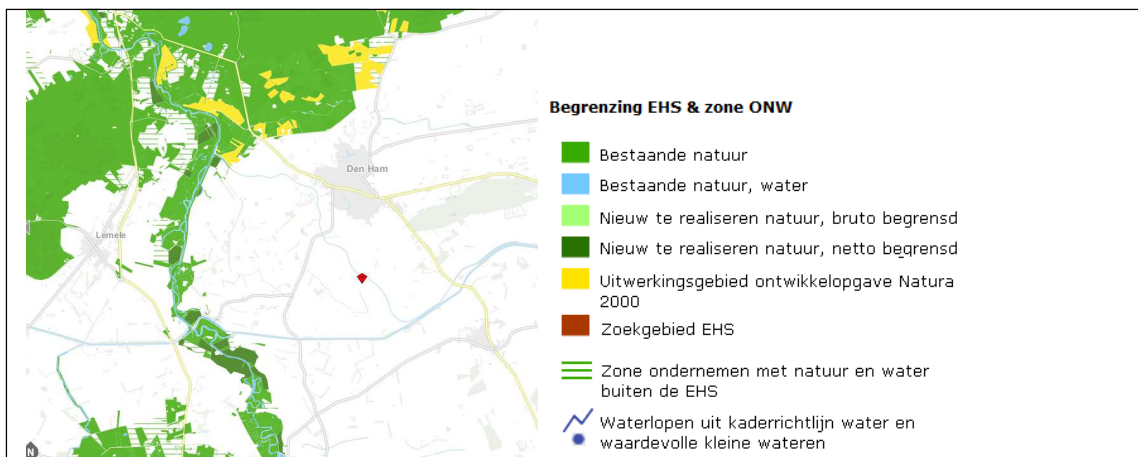 Den Ham
Lemele
N
Begrenzing EHS & zone ONW
Bestaande natuur
Bestaande natuur, water
Nieuw te realiseren natuur, bruto begrensd
Nieuw te realiseren natuur, netto begrensd
Uitwerkingsgebied ontwikkelopgave Natura
2000
Zoekgebied EHS
Zone ondernemen met natuur en water
buiten de EHS
Waterlopen uit kaderrichtlijn water en
waardevolle kleine wateren